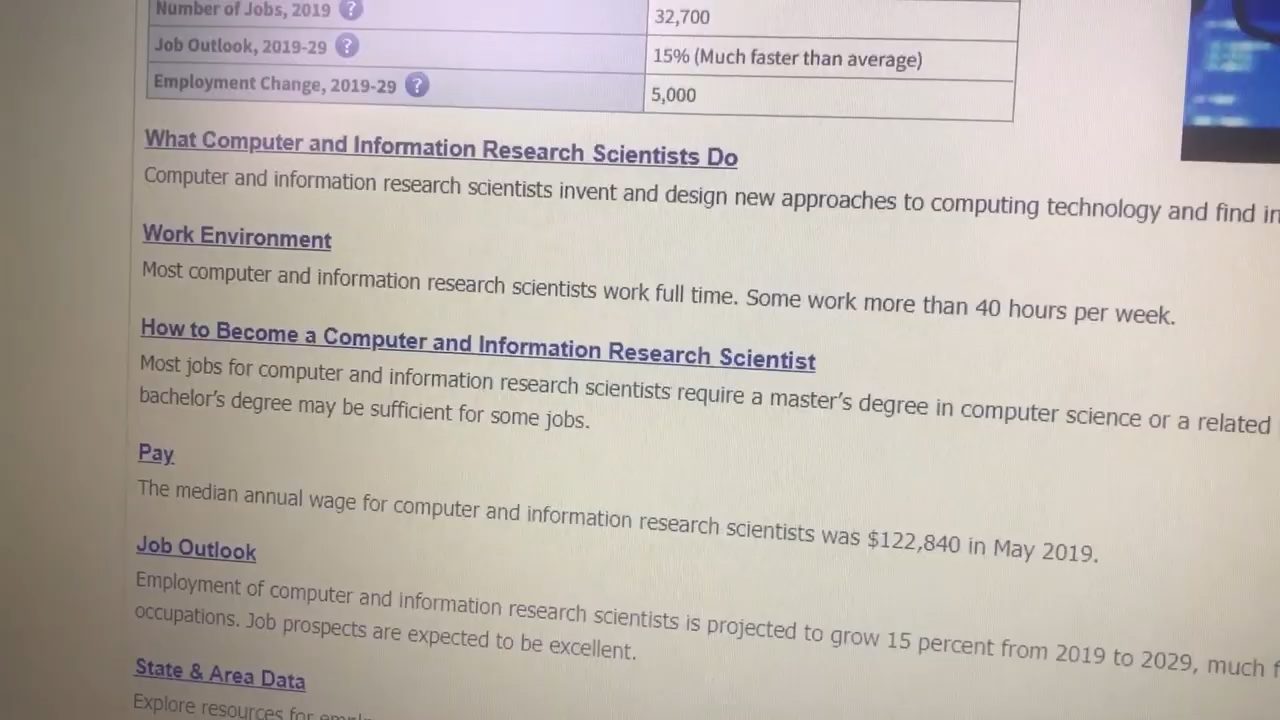 Number of Jobs, 2019 ? 32,700
Job Outlook, 2019-29 ? 15% (Much faster than average)
Employment Change, 2019-29 ? 5,000
What Computer and Information Research Scientists Do
Computer and information research scientists invent and design new approaches to computing technology and find
Work Environment
Most computer and information research scientists work full time. Some work more than 40 hours per week.
How to Become a Computer and Information Research Scientist
Most jobs for computer and information research scientists require a master's degree in computer science or a related
bachelor's degree may be sufficient for some jobs.
Pay
The median annual wage for computer and information research scientists was $122,840 in May 2019.
Job Outlook
Employment of computer and information research scientists is projected to grow 15 percent from 2019 to 2029, much
occupations. Job prospects are expected to be excellent.
State & Area Data
Explore resources for